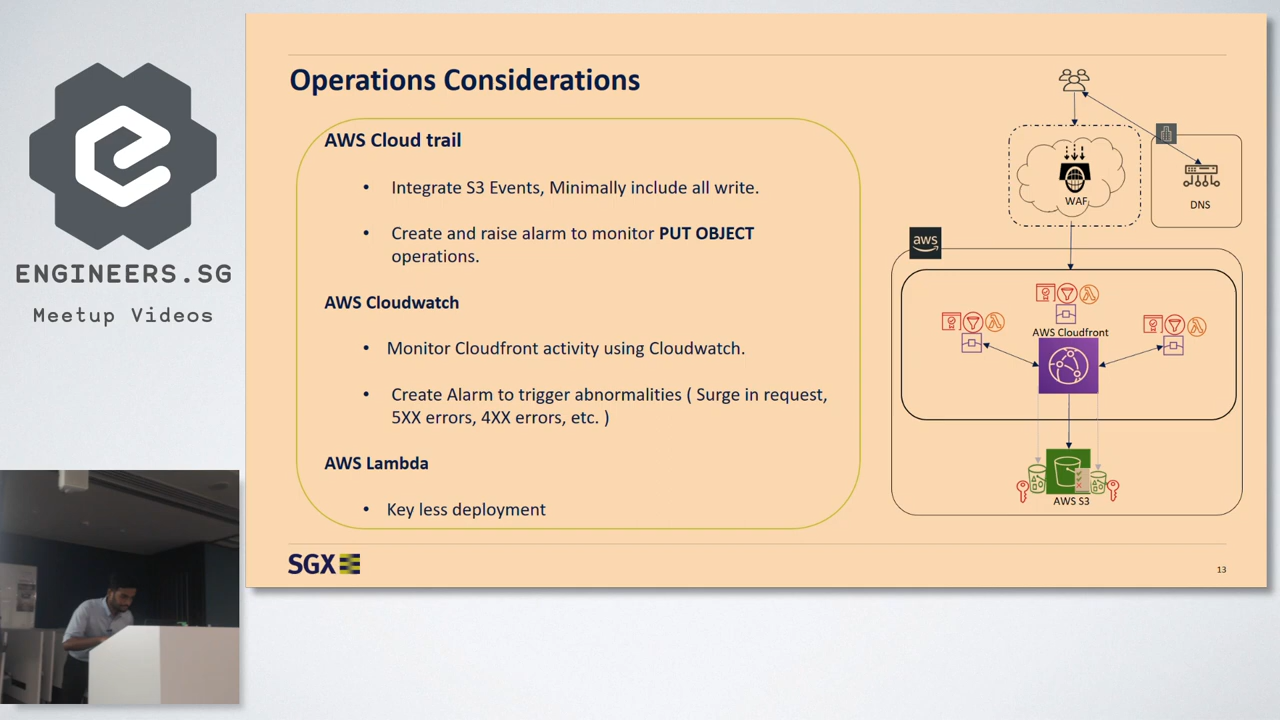 ENGINEERS.SG
Meetup Videos
Operations Considerations
AWS Cloud trail
• Integrate S3 Events, Minimally include all write.
• Create and raise alarm to monitor PUT OBJECT
operations.
AWS Cloudwatch
• Monitor Cloudfront activity using Cloudwatch.
• Create Alarm to trigger abnormalities ( Surge in request,
5XX errors, 4XX errors, etc. )
AWS Lambda
• Key less deployment
WAF
DNS
aws
AWS Cloudfront
AWS S3
SGX
13